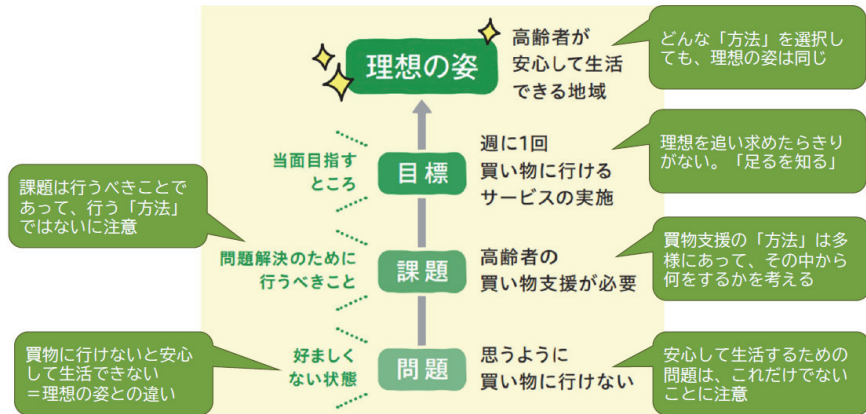 理想の姿
高齢者が
安心して生活
できる地域
どんな「方法」を選択し
ても、理想の姿は同じ
当面目指す
ところ
目標
週に1回
買い物に行ける
サービスの実施
理想を追い求めたらきり
がない。「足るを知る」
課題は行うべきことで
あって、行う「方法」
ではないに注意
問題解決のために
行うべきこと
課題
高齢者の
買い物支援が必要
買物支援の「方法」は多
様にあって、その中から
何をするかを考える
買物に行けないと安心
して生活できない
＝理想の姿との違い
好ましく
ない状態
問題
思うように
買い物に行けない
安心して生活するための
問題は、これだけでない
ことに注意